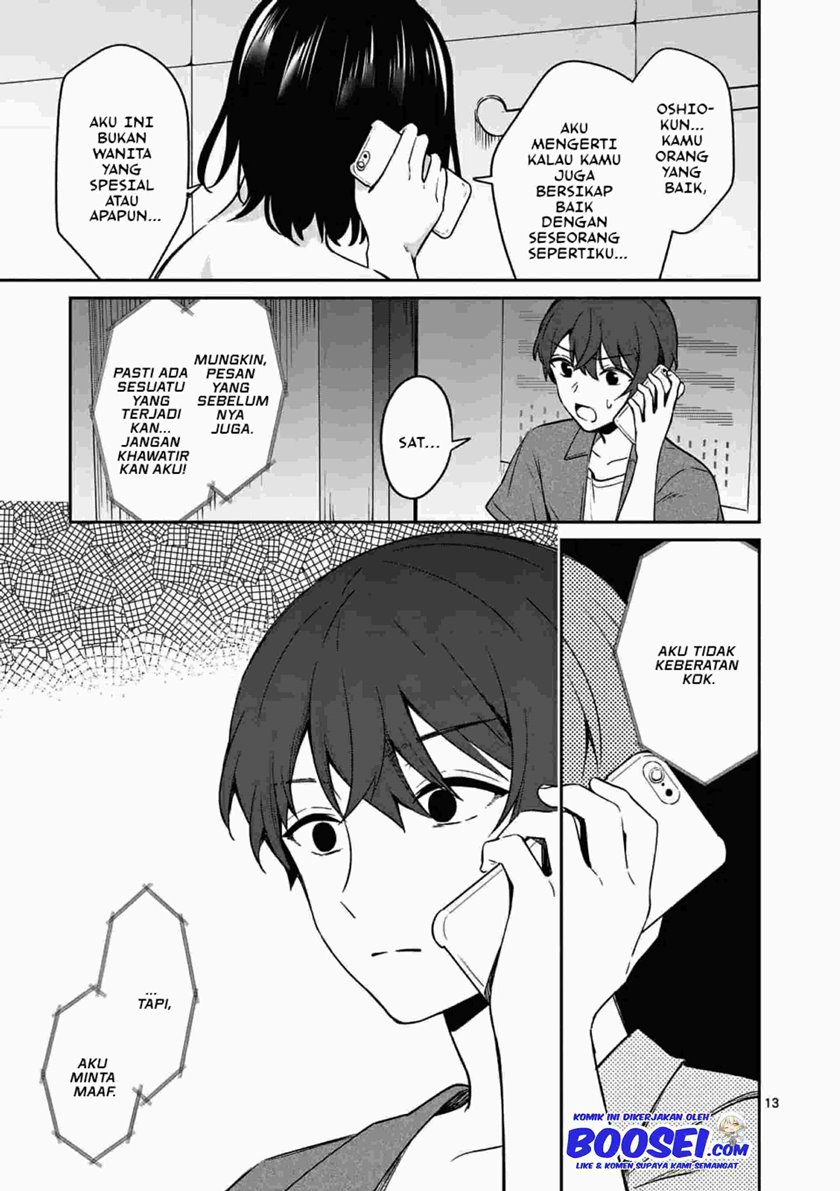 OSHIO-
KUN...
KAMU
ORANG
YANG
BAIK,
AKU
MENGERTI
KALAU KAMU
JUGA
BERSIKAP
BAIK
DENGAN
SESEORANG
SEPERTIKU...
AKU INI
BUKAN
WANITA
YANG
SPESIAL
ATAU
APAPUN...
SAT...
MUNGKIN,
PESAN
YANG
SEBELUM
NYA
JUGA.
PASTI ADA
SESUATU
YANG
TERJADI
KAN...
JANGAN
KHAWATIR
KAN AKU!
AKU TIDAK
KEBERATAN
KOK.
...
TAPI,
AKU
MINTA
MAAF.
13
KOMIK INI DIKERJAKAN OLEH
BOOSEI.COM
LIKE & KOMEN SUPAYA KAMI SEMANGAT